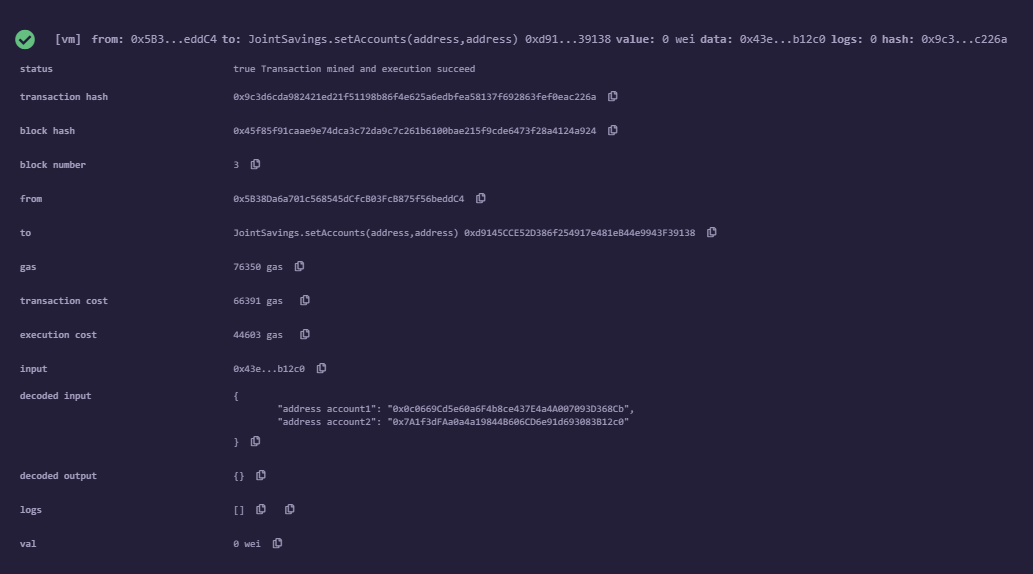 [vm] from: 0x5B3...eddC4 to: JointSavings.setAccounts(address,address) 0xd91...39138 value: 0 wei data: 0x43e...b12c0 logs: 0 hash: 0x9c3...c226a
status true Transaction mined and execution succeed
transaction hash 0x9c3d6cda982421ed21f51198b86f4e625a6edbfea58137f692863fef0eac226a
block hash 0x45f85f91caae9e74dca3c72da9c7c261b6100bae215f9cde6473f28a4124a924
block number 3
from 0x5B38Da6a701c568545dCfcB03FcB875f56beddC4
to JointSavings.setAccounts(address,address) 0xd9145CCE52D386f254917e481eB44e9943F39138
gas 76350 gas
transaction cost 66391 gas
execution cost 44603 gas
input 0x43e...b12c0
decoded input {
"address account1": "0x0c0669Cd5e60a6F4b8ce437E4a4A007093D368Cb",
"address account2": "0x7A1f3dFAa0a4a19844B606CD6e91d693083B12c0"
}
decoded output {}
logs []
val 0 wei